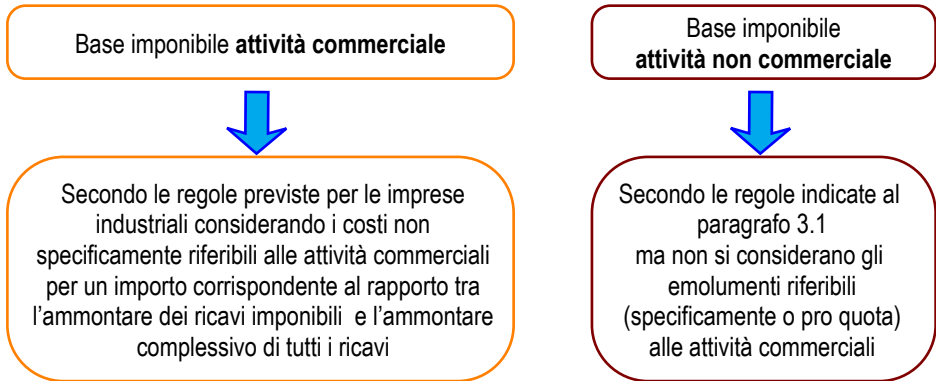 Base imponibile attività commerciale
Secondo le regole previste per le imprese
industriali considerando i costi non
specificamente riferibili alle attività commerciali
per un importo corrispondente al rapporto tra
l’ammontare dei ricavi imponibili e l’ammontare
complessivo di tutti i ricavi
Base imponibile
attività non commerciale
Secondo le regole indicate al
paragrafo 3.1
ma non si considerano gli
emolumenti riferibili
(specificamente o pro quota)
alle attività commerciali